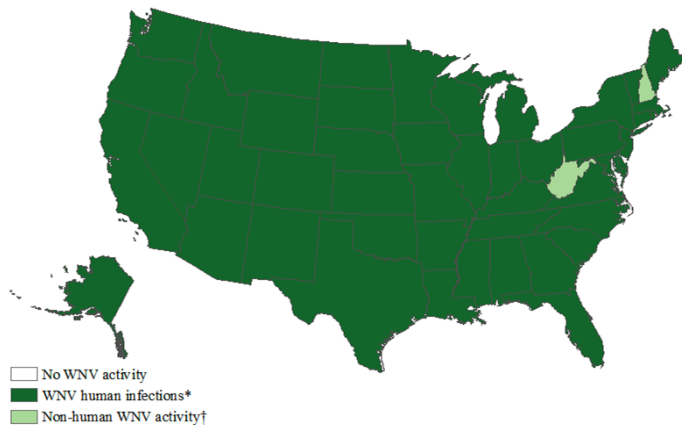 No WNV activity
WNV human infections*
Non-human WNV activity†